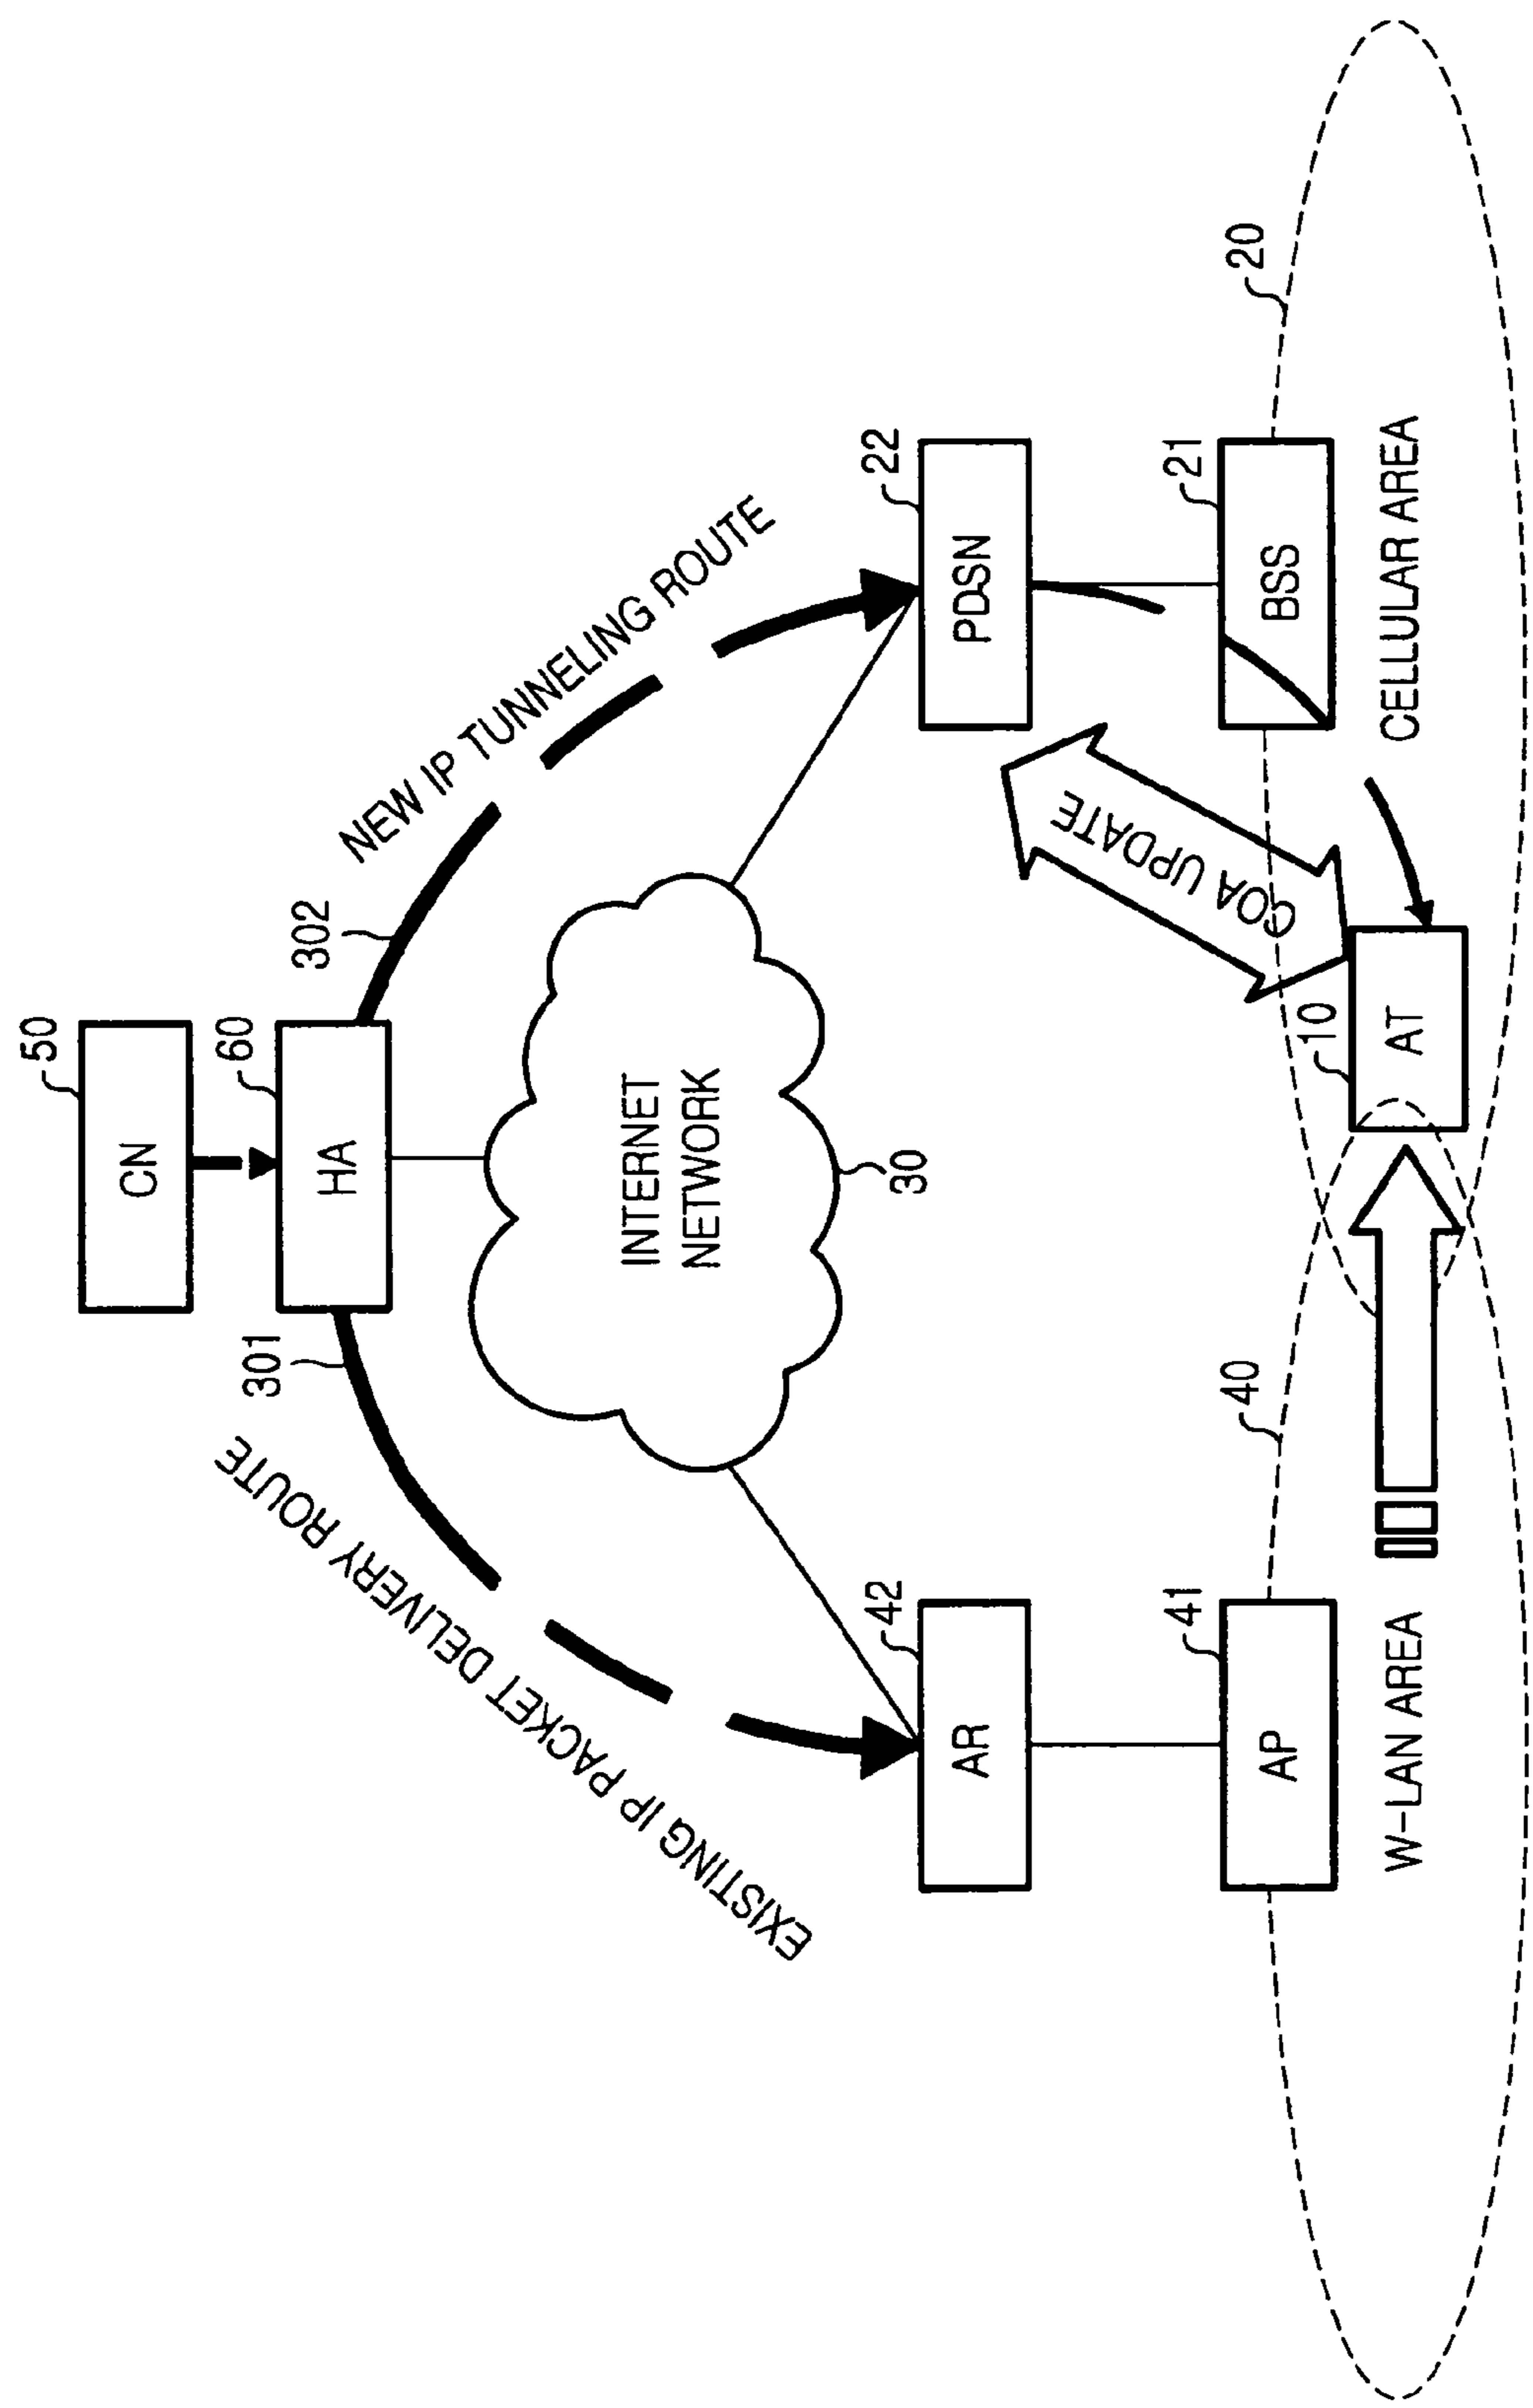 50
CN
60
HA
301
302
EXISTING IP PACKET DELIVERY ROUTE
NEW IP TUNNELING ROUTE
INTERNET
NETWORK
30
42
AR
22
PDSN
41
AP
21
BSS
COA UPDATE
40
20
10
AT
W-LAN AREA
CELLULAR AREA